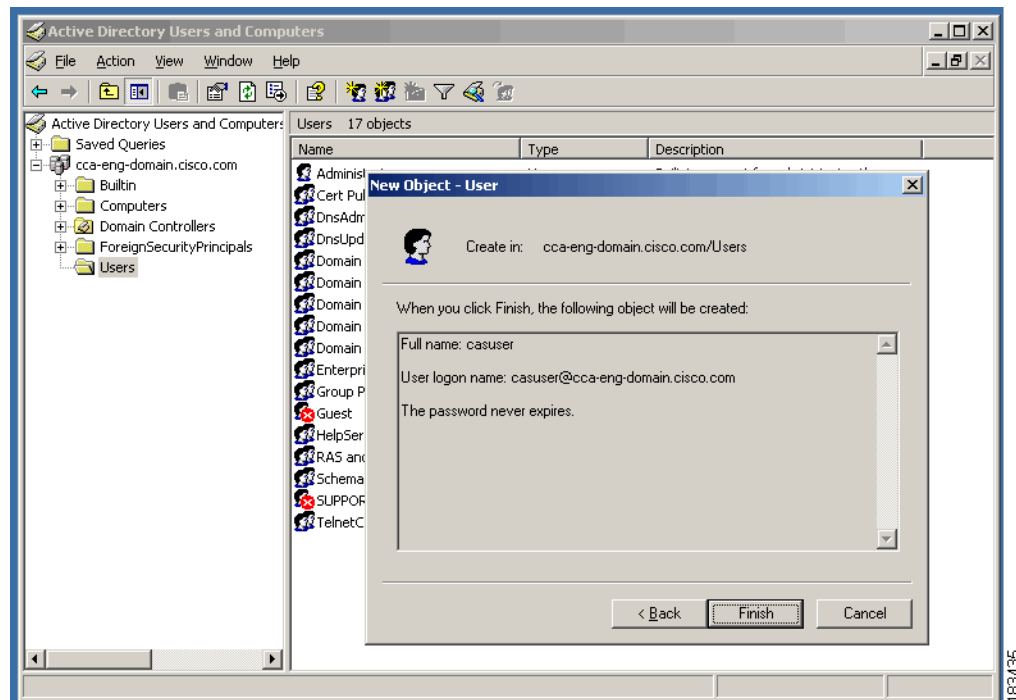 Active Directory Users and Computers
File Action View Window Help
Active Directory Users and Computer:
Saved Queries
cca-eng-domain.cisco.com
Builtin
Computers
Domain Controllers
ForeignSecurityPrincipals
Users
Users 17 objects
Name Type Description
Cert Pul
DnsAdm
DnsUpd
Domain
Domain
Domain
Domain
Domain
Enterpri
Group P
Guest
HelpSer
RAS and
Schema
SUPPOR
TelnetC
New Object - User
Create in: cca-eng-domain.cisco.com/Users
When you click Finish, the following object will be created:
Full name: casuser
User logon name: casuser@cca-eng-domain.cisco.com
The password never expires.
< Back Finish Cancel
183435